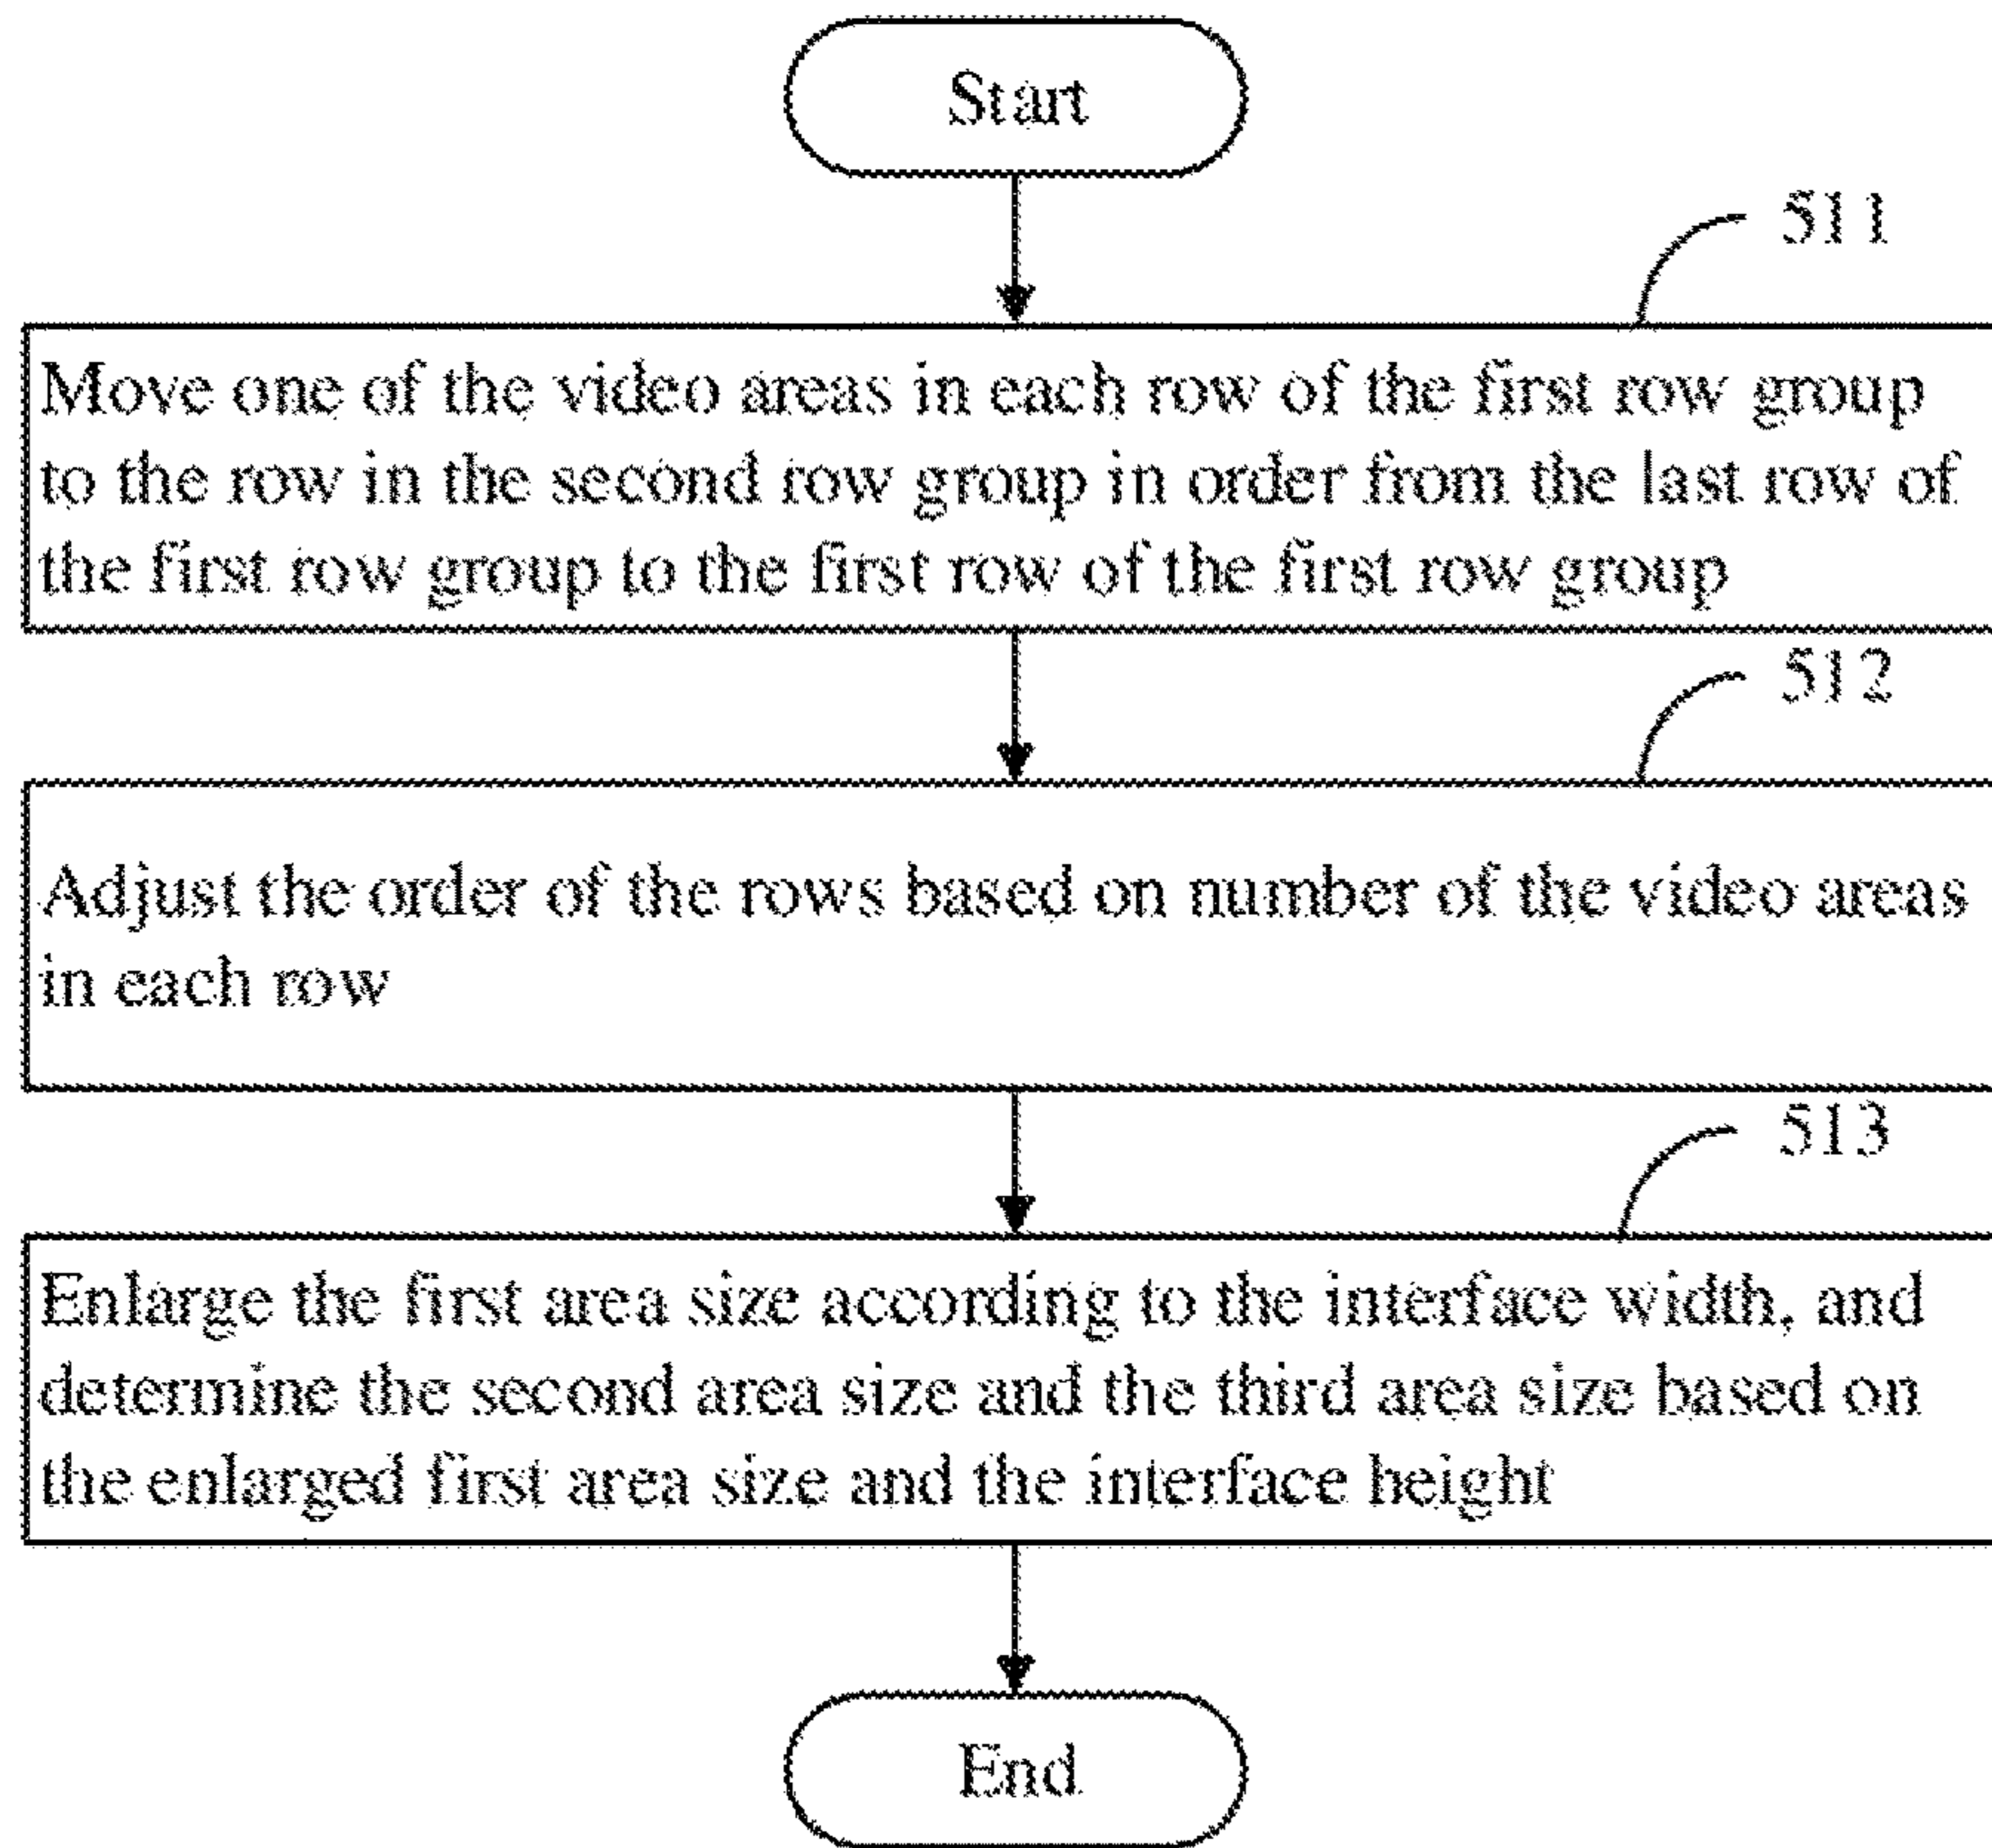 Start
511
Move one of the video areas in each row of the first row group
to the row in the second row group in order from the last row of
the first row group to the first row of the first row group
512
Adjust the order of the rows based on number of the video areas
in each row
513
Enlarge the first area size according to the interface width, and
determine the second area size and the third area size based on
the enlarged first area size and the interface height
End